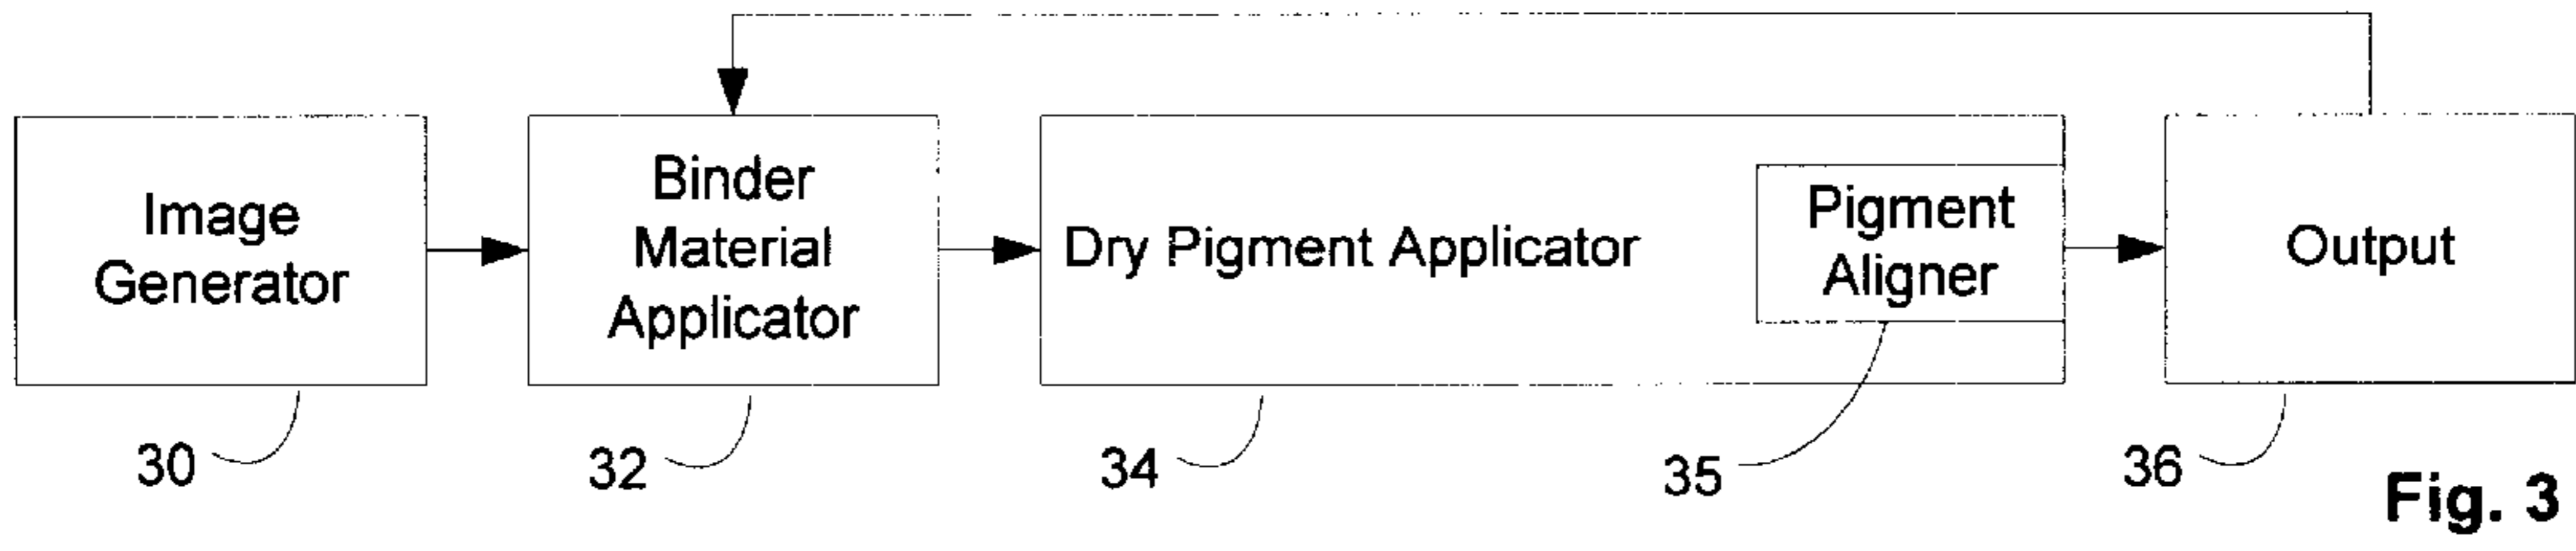 Image
Generator
Binder
Material
Applicator
Dry Pigment Applicator
Pigment
Aligner
Output
30
32
34
35
36
Fig. 3